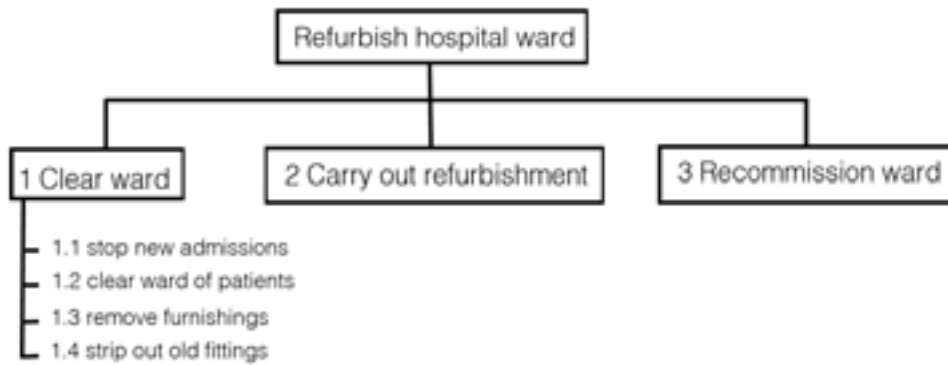 Refurbish hospital ward
1 Clear ward
2 Carry out refurbishment
3 Recommission ward
1.1 stop new admissions
1.2 clear ward of patients
1.3 remove furnishings
1.4 strip out old fittings